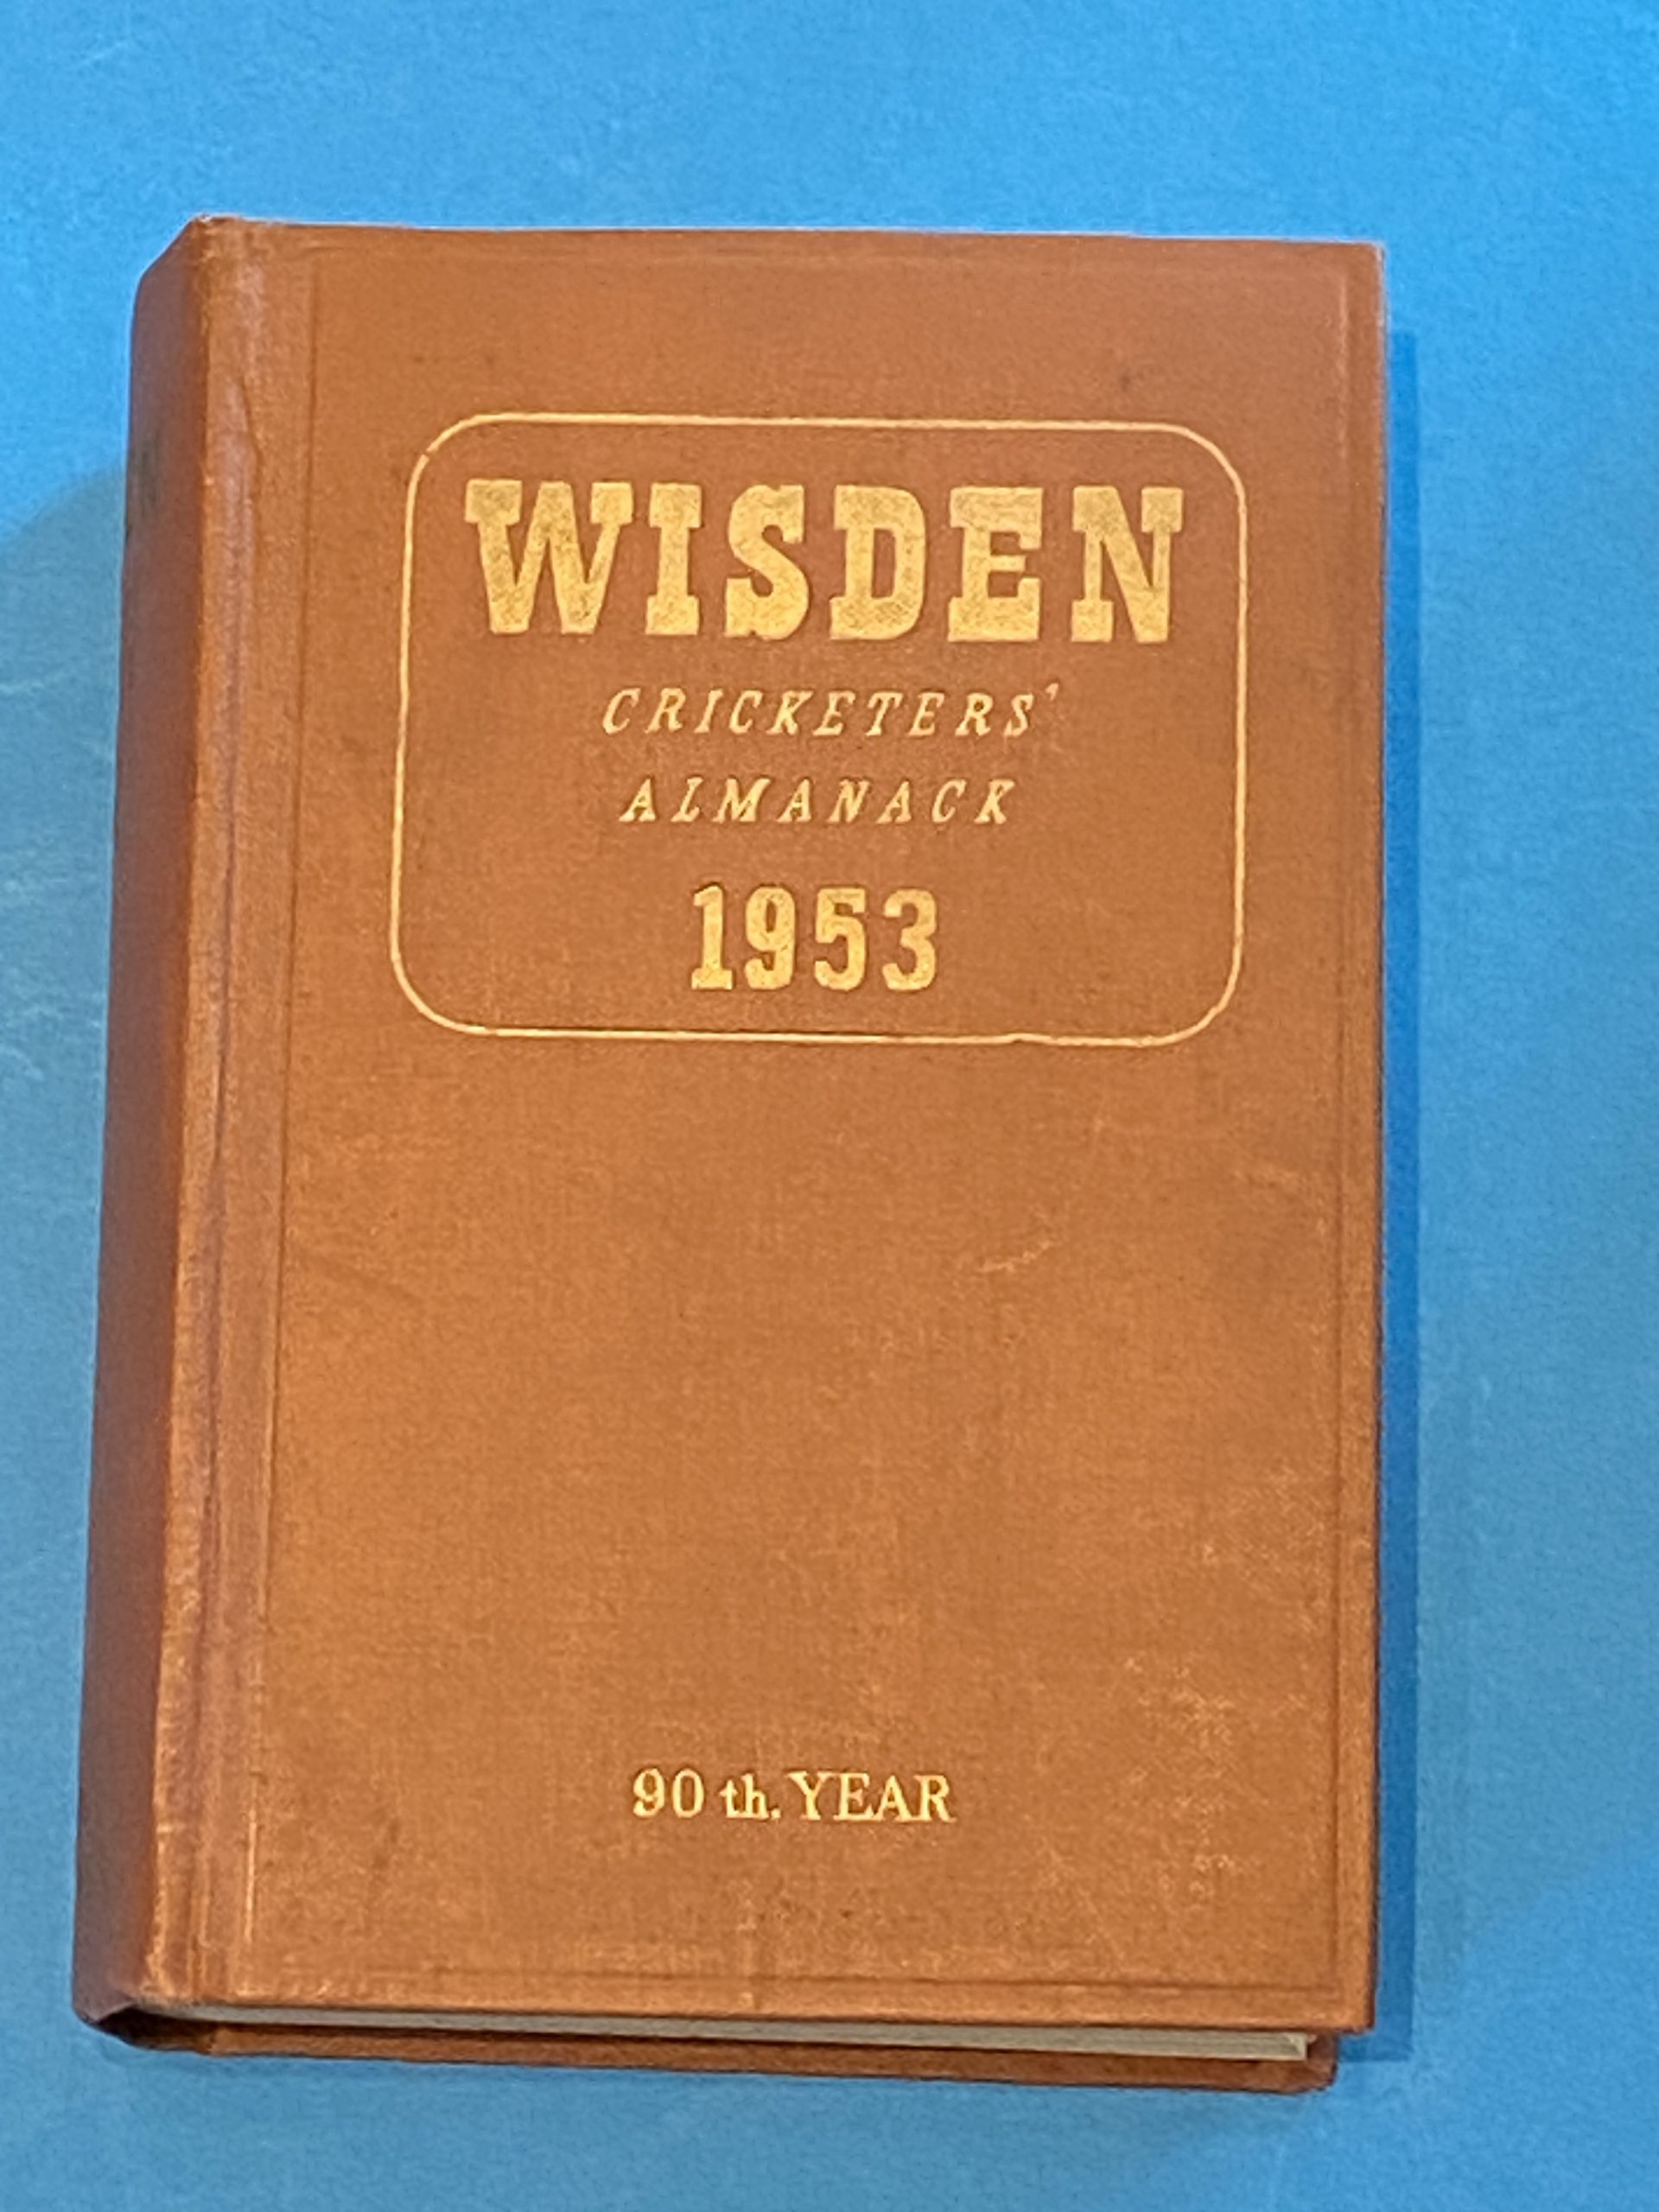 WISDEN
CRICKETERS'
ALMANACK
1953
90 th. YEAR